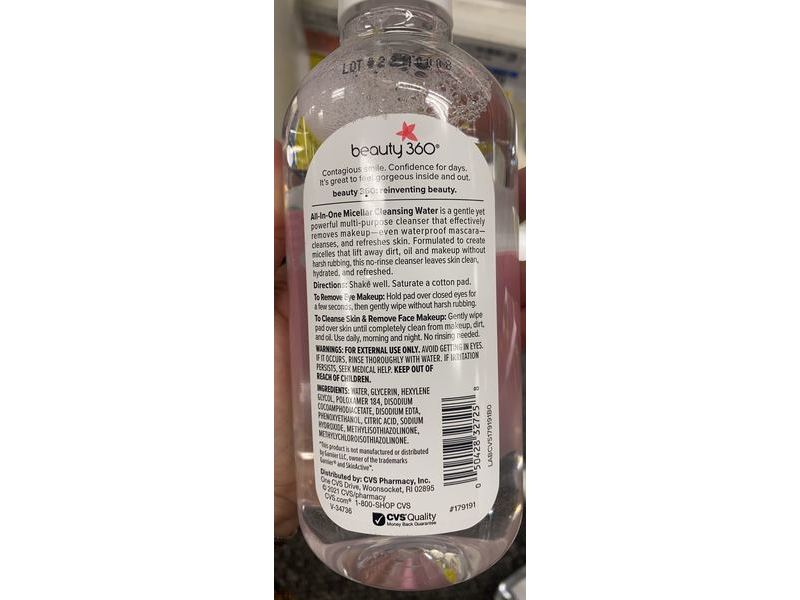 LOT
beauty 360®
Contagious smile. Confidence for days.
It's great to feel gorgeous inside and out.
beauty 360: reinventing beauty.
All-In-One Micellar Cleansing Water is a gentle yet
powerful multi-purpose cleanser that effectively
removes makeup—even waterproof mascara—
cleanses, and refreshes skin. Formulated to create
micelles that lift away dirt, oil and makeup without
harsh rubbing, this no-rinse cleanser leaves skin clean,
hydrated, and refreshed.
Directions: Shake well. Saturate a cotton pad.
To Remove Eye Makeup: Hold pad over closed eyes for
a few seconds, then gently wipe without harsh rubbing.
To Cleanse Skin & Remove Face Makeup: Gently wipe
pad over skin until completely clean from makeup, dirt,
and oil. Use daily, morning and night. No rinsing needed.
WARNINGS: FOR EXTERNAL USE ONLY. AVOID GETTING IN EYES.
IF IT OCCURS, RINSE THOROUGHLY WITH WATER. IF IRRITATION
PERSISTS, SEEK MEDICAL HELP. KEEP OUT OF
REACH OF CHILDREN.
INGREDIENTS: WATER, GLYCERIN, HEXYLENE
GLYCOL, POLOXAMER 184, DISODIUM
COCOAMPHODIACETATE, DISODIUM EDTA,
PHENOXYETHANOL, CITRIC ACID, SODIUM
HYDROXIDE, METHYLISOTHIAZOLINONE,
METHYLCHLOROISOTHIAZOLINONE.
*This product is not manufactured or distributed
by Garnier LLC, owner of the trademarks
Garnier® and SkinActive™.
Distributed by: CVS Pharmacy, Inc.
One CVS Drive, Woonsocket, RI 02895
© 2021 CVS/pharmacy
CVS.com® 1-800-SHOP CVS
V-34736
CVS Quality
Money Back Guarantee
#179191
0 50428 32725 8
LABCVS179191B0